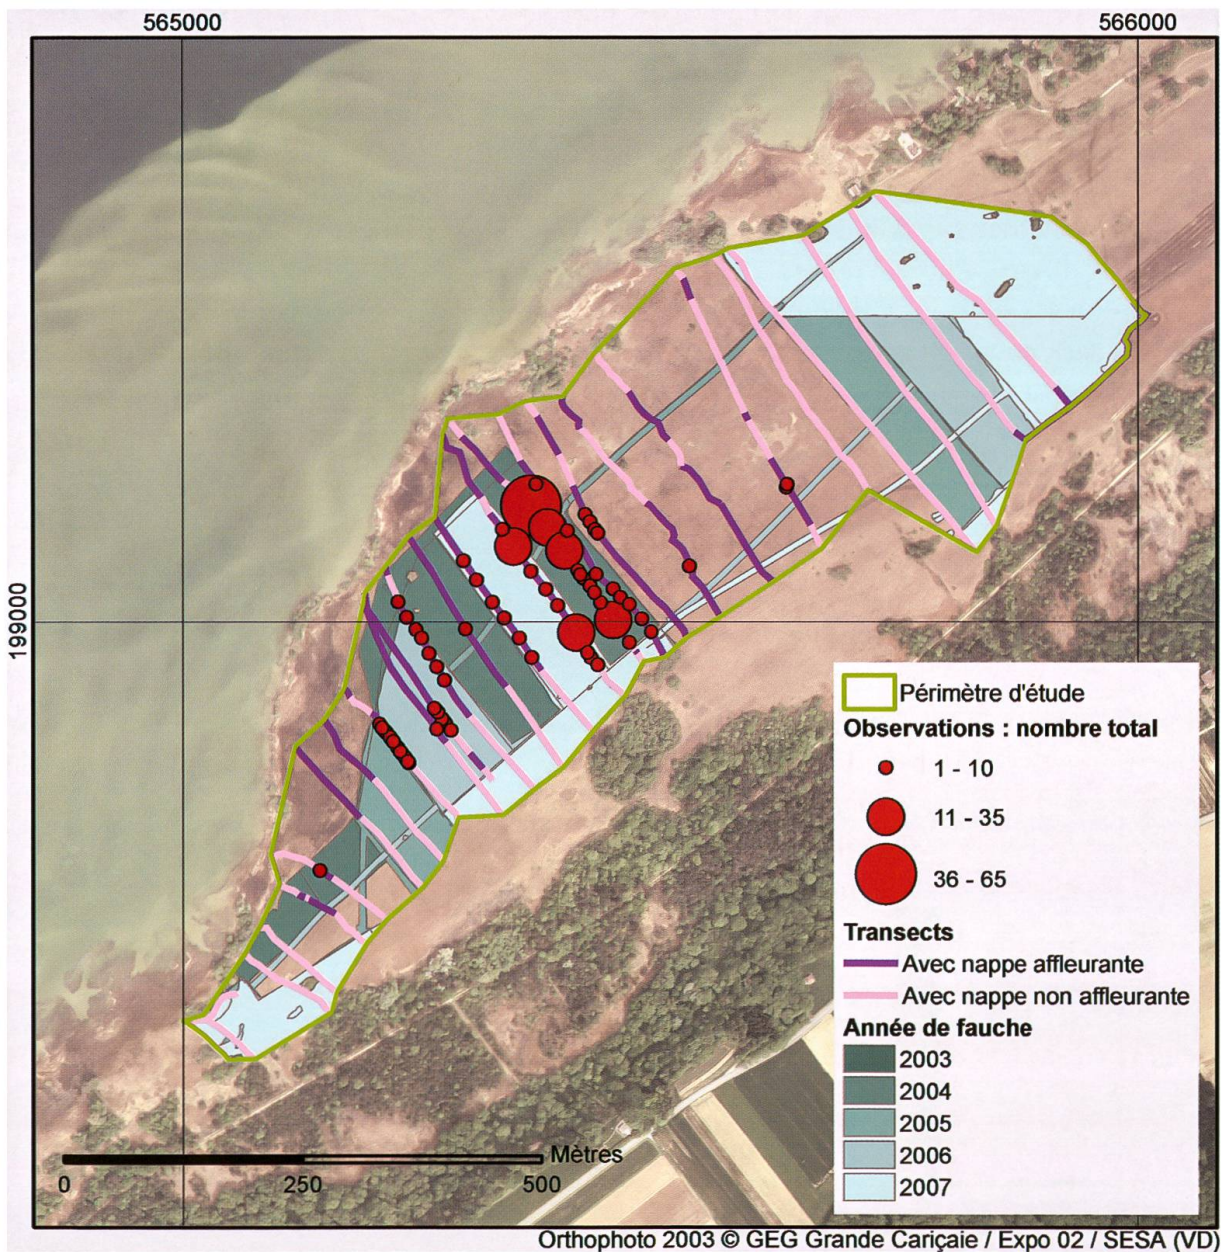 565000 566000
199000
Périmètre d'étude
Observations : nombre total
1 - 10
11 - 35
36 - 65
Transects
Avec nappe affleurante
Avec nappe non affleurante
Année de fauche
2003
2004
2005
2006
2007
Mètres
0 250 500
Orthophoto 2003 © GEG Grande Cariçaie / Expo 02 / SESA (VD)